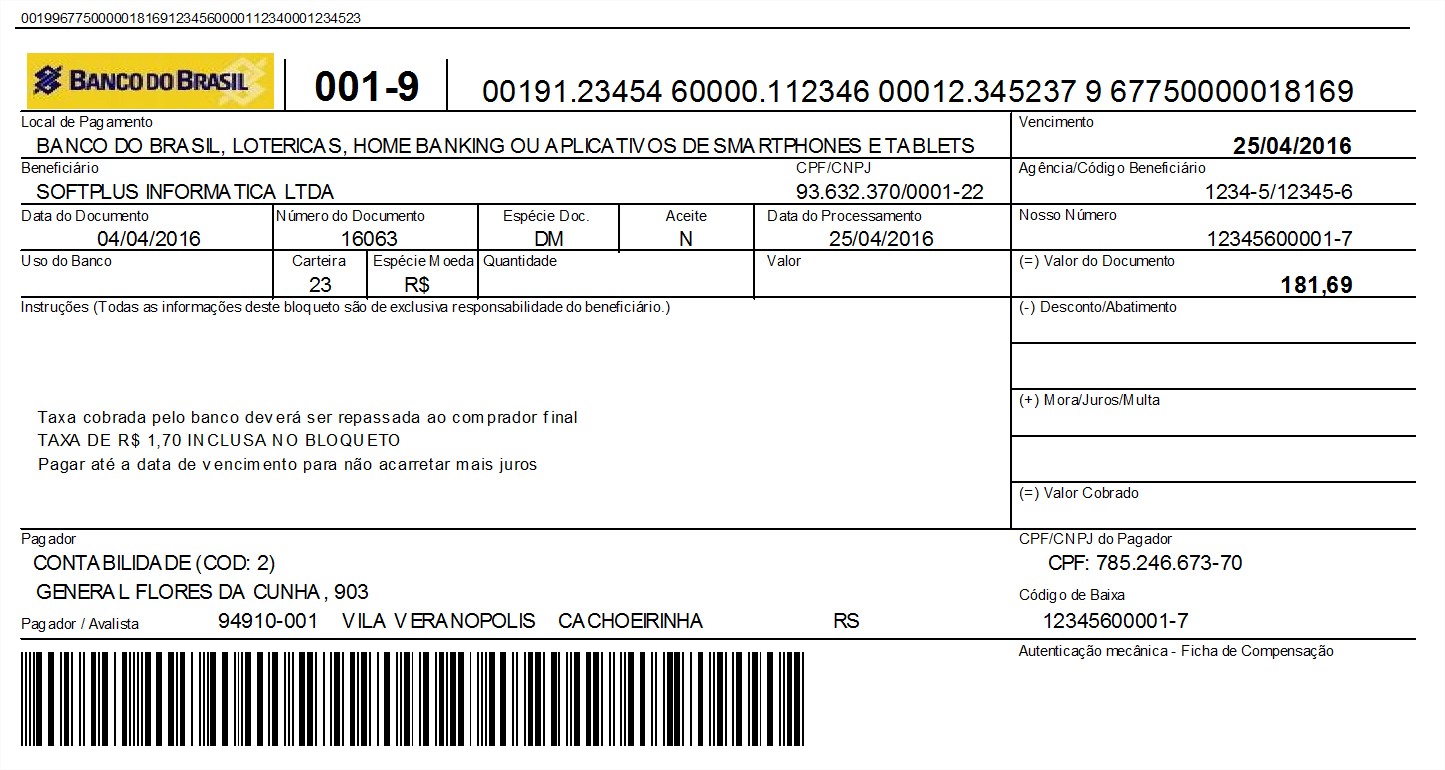 00199677500000181691234560000112340001234523
BANCO DO BRASIL 001-9 00191.23454 60000.112346 00012.345237 9 67750000018169
Local de Pagamento Vencimento
BANCO DO BRASIL, LOTERICAS, HOME BANKING OU APLICATIVOS DE SMARTPHONES E TABLETS 25/04/2016
Beneficiário CPF/CNPJ Agência/Código Beneficiário
SOFTPLUS INFORMATICA LTDA 93.632.370/0001-22 1234-5/12345-6
Data do Documento Número do Documento Espécie Doc. Aceite Data do Processamento Nosso Número
04/04/2016 16063 DM N 25/04/2016 12345600001-7
Uso do Banco Carteira Espécie Moeda Quantidade Valor (=) Valor do Documento
23 R$ 181,69
Instruções (Todas as informações deste bloqueto são de exclusiva responsabilidade do beneficiário.) (-) Desconto/Abatimento
(+) Mora/Juros/Multa
Taxa cobrada pelo banco deverá ser repassada ao comprador final
TAXA DE R$ 1,70 INCLUSA NO BLOQUETO
Pagar até a data de vencimento para não acarretar mais juros
(=) Valor Cobrado
Pagador CPF/CNPJ do Pagador
CONTABILIDADE (COD: 2) CPF: 785.246.673-70
GENERAL FLORES DA CUNHA, 903 Código de Baixa
Pagador / Avalista 94910-001 VILA VERANOPOLIS CACHOEIRINHA RS 12345600001-7
Autenticação mecânica - Ficha de Compensação